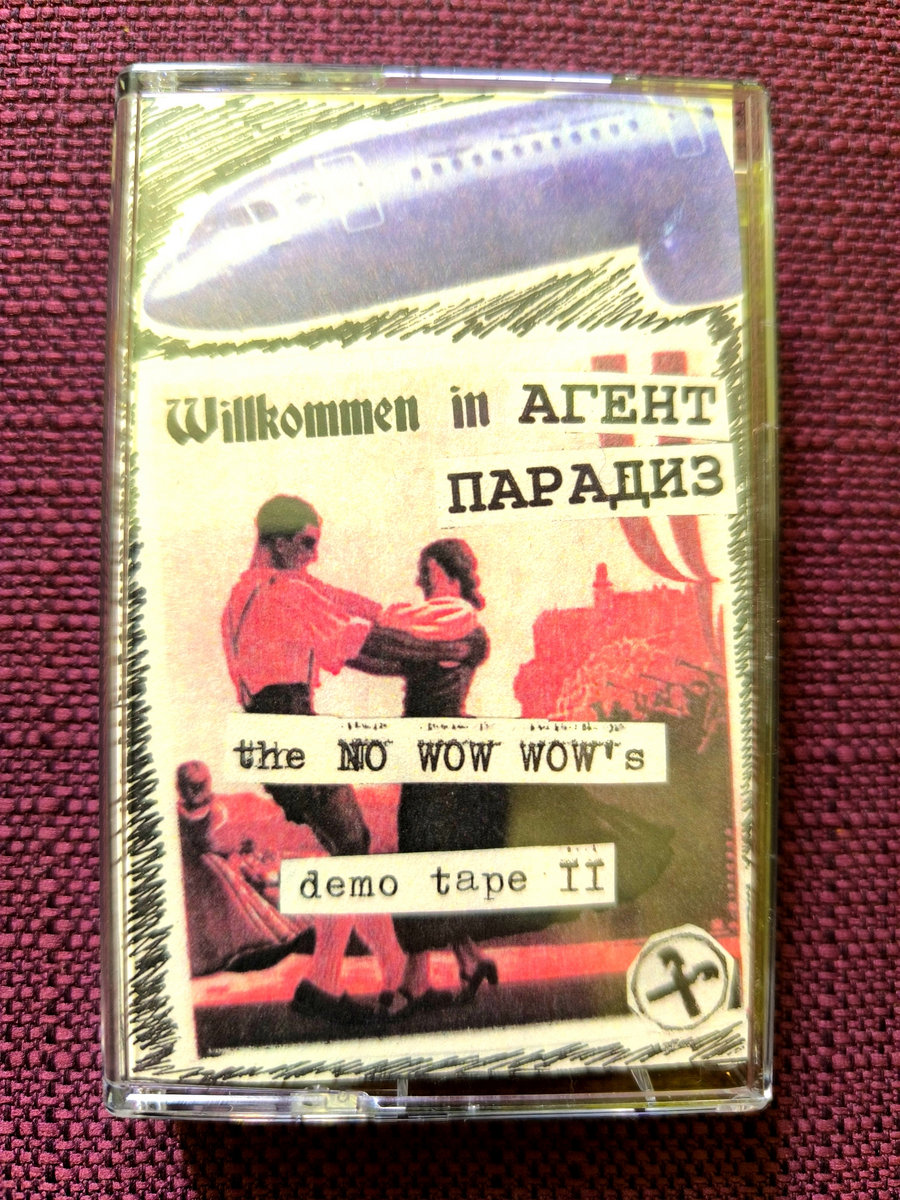 Willkommen in АГЕНТ
ПАРАДИЗ
the NO WOW WOW's
demo tape II